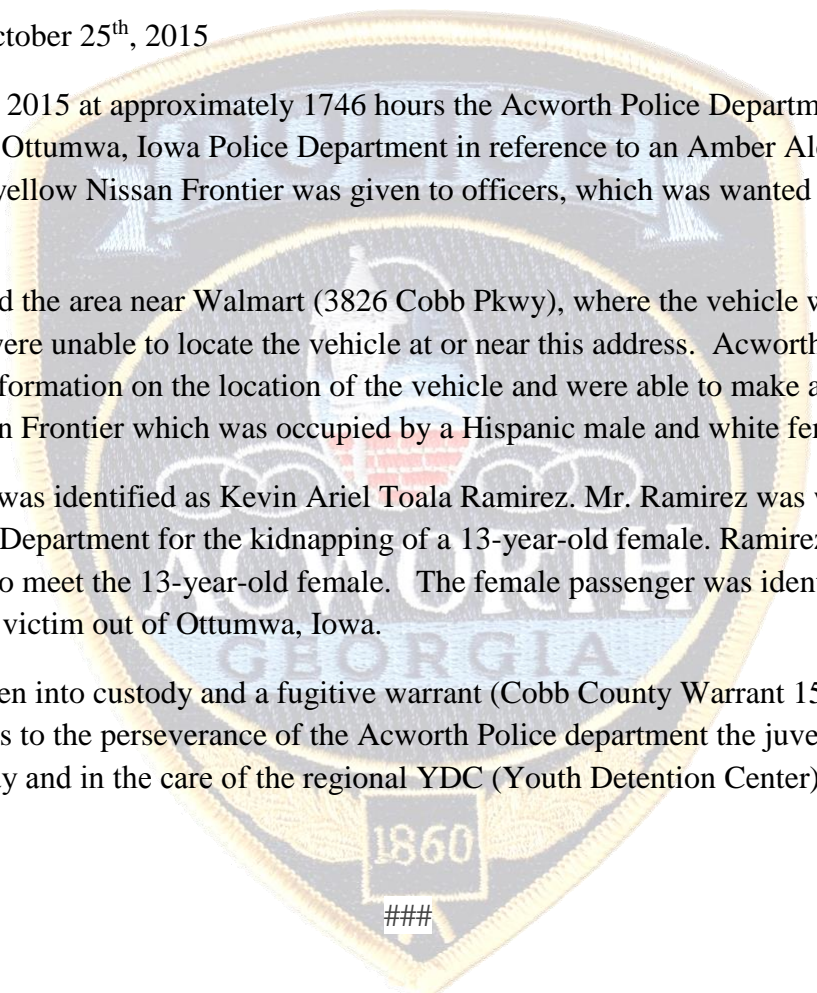 ctober 25th, 2015
2015 at approximately 1746 hours the Acworth Police Departm
Ottumwa, Iowa Police Department in reference to an Amber Al
yellow Nissan Frontier was given to officers, which was wanted
d the area near Walmart (3826 Cobb Pkwy), where the vehicle w
were unable to locate the vehicle at or near this address. Acworth
formation on the location of the vehicle and were able to make a
n Frontier which was occupied by a Hispanic male and white fe
was identified as Kevin Ariel Toala Ramirez. Mr. Ramirez was
Department for the kidnapping of a 13-year-old female. Ramirez
o meet the 13-year-old female. The female passenger was iden
victim out of Ottumwa, Iowa.
en into custody and a fugitive warrant (Cobb County Warrant 15
s to the perseverance of the Acworth Police department the juve
y and in the care of the regional YDC (Youth Detention Center)
###
POLICE
ACWORTH
GEORGIA
1860